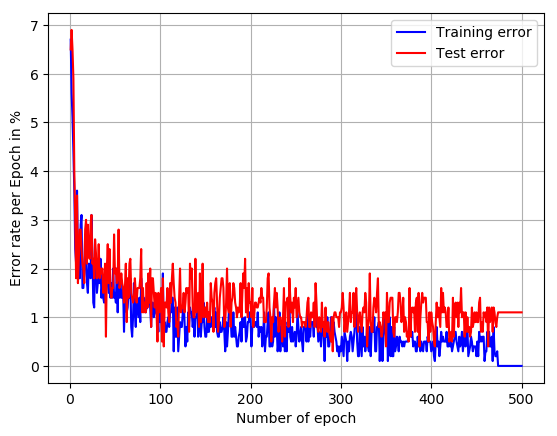 Training error
Test error
7
6
5
4
3
2
1
0
Error rate per Epoch in %
0 100 200 300 400 500
Number of epoch